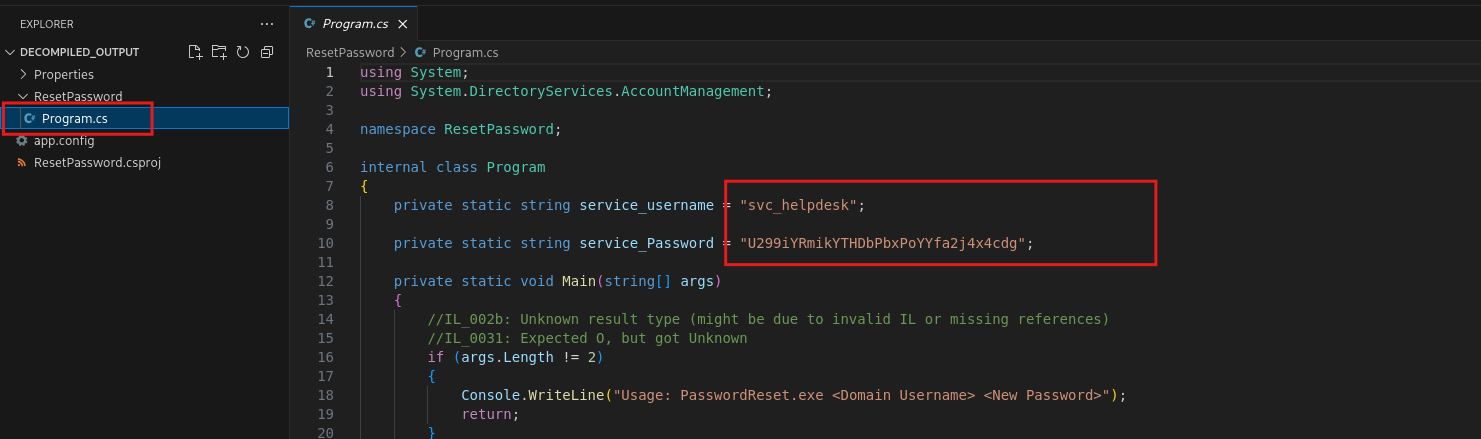 EXPLORER
...
DECOMPILED_OUTPUT
Properties
ResetPassword
Program.cs
app.config
ResetPassword.csproj
Program.cs
ResetPassword > Program.cs
1 using System;
2 using System.DirectoryServices.AccountManagement;
3
4 namespace ResetPassword;
5
6 internal class Program
7 {
8 private static string service_username = "svc_helpdesk";
9
10 private static string service_Password = "U299iYRmikYTHDbPbxPoYYfa2j4x4cdg";
11
12 private static void Main(string[] args)
13 {
14 //IL_002b: Unknown result type (might be due to invalid IL or missing references)
15 //IL_0031: Expected O, but got Unknown
16 if (args.Length != 2)
17 {
18 Console.WriteLine("Usage: PasswordReset.exe <Domain Username> <New Password>");
19 return;
20 }